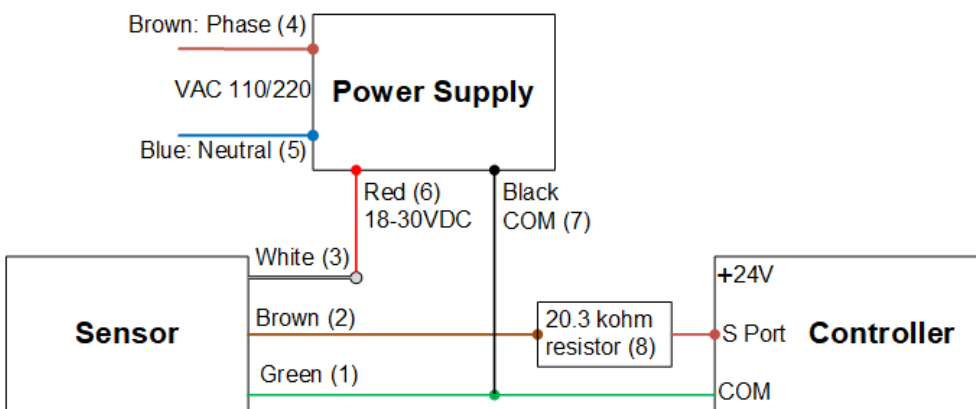 Brown: Phase (4)
VAC 110/220
Power Supply
Blue: Neutral (5)
Red (6)
18-30VDC
Black
COM (7)
White (3)
+24V
Sensor
Brown (2)
20.3 kohm
resistor (8)
S Port
Controller
Green (1)
COM